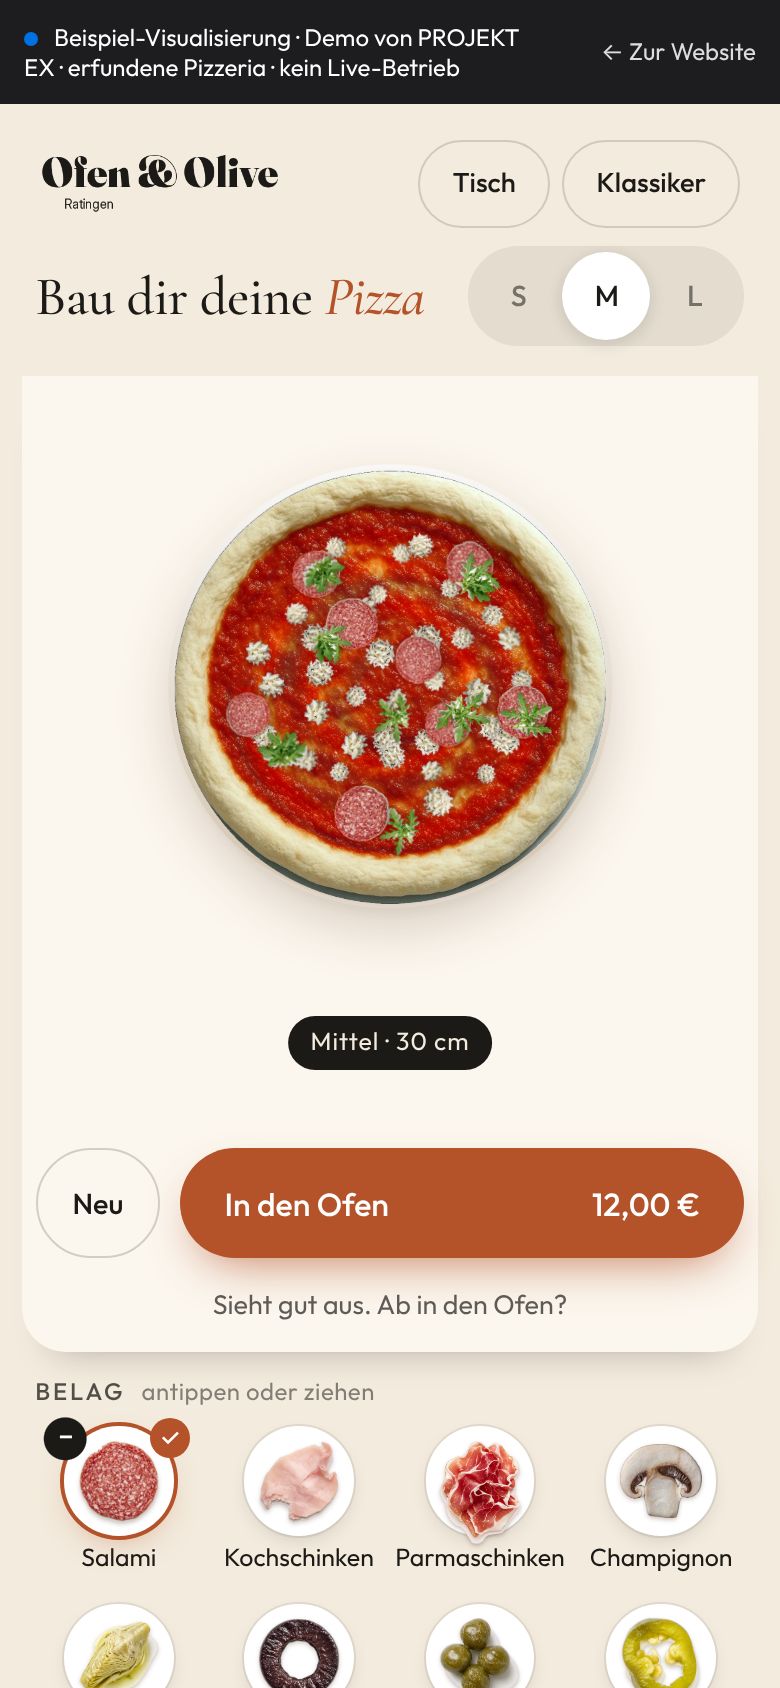 Beispiel-Visualisierung · Demo von PROJEKT
EX · erfundene Pizzeria · kein Live-Betrieb
← Zur Website
Ofen & Olive
Ratingen
Tisch
Klassiker
Bau dir deine Pizza
S M L
Mittel · 30 cm
Neu
In den Ofen 12,00 €
Sieht gut aus. Ab in den Ofen?
BELAG antippen oder ziehen
Salami
Kochschinken
Parmaschinken
Champignon